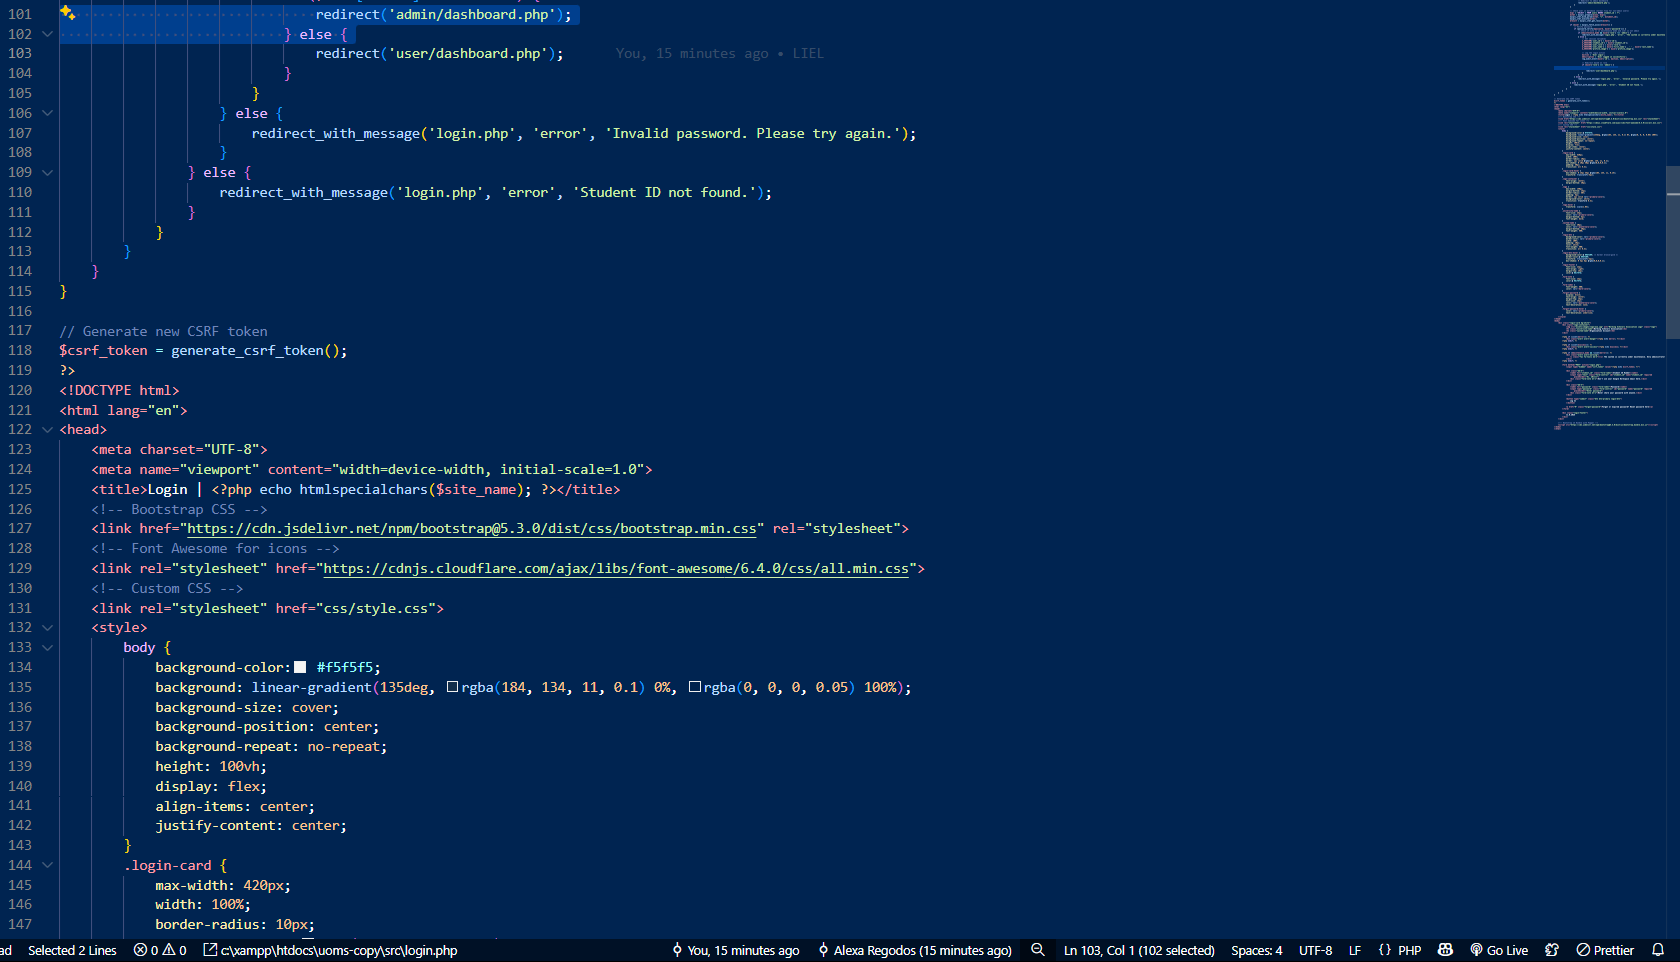 101 redirect('admin/dashboard.php');
102 } else {
103 redirect('user/dashboard.php'); You, 15 minutes ago • LIEL
104 }
105 }
106 } else {
107 redirect_with_message('login.php', 'error', 'Invalid password. Please try again.');
108 }
109 } else {
110 redirect_with_message('login.php', 'error', 'Student ID not found.');
111 }
112 }
113 }
114 }
115 }
116
117 // Generate new CSRF token
118 $csrf_token = generate_csrf_token();
119 ?>
120 <!DOCTYPE html>
121 <html lang="en">
122 <head>
123 <meta charset="UTF-8">
124 <meta name="viewport" content="width=device-width, initial-scale=1.0">
125 <title>Login | <?php echo htmlspecialchars($site_name); ?></title>
126 <!-- Bootstrap CSS -->
127 <link href="https://cdn.jsdelivr.net/npm/bootstrap@5.3.0/dist/css/bootstrap.min.css" rel="stylesheet">
128 <!-- Font Awesome for icons -->
129 <link rel="stylesheet" href="https://cdnjs.cloudflare.com/ajax/libs/font-awesome/6.4.0/css/all.min.css">
130 <!-- Custom CSS -->
131 <link rel="stylesheet" href="css/style.css">
132 <style>
133 body {
134 background-color: #f5f5f5;
135 background: linear-gradient(135deg, rgba(184, 134, 11, 0.1) 0%, rgba(0, 0, 0, 0.05) 100%);
136 background-size: cover;
137 background-position: center;
138 background-repeat: no-repeat;
139 height: 100vh;
140 display: flex;
141 align-items: center;
142 justify-content: center;
143 }
144 .login-card {
145 max-width: 420px;
146 width: 100%;
147 border-radius: 10px;
ad Selected 2 Lines 0 0 c:\xampp\htdocs\uoms-copy\src\login.php You, 15 minutes ago Alexa Regodos (15 minutes ago) Ln 103, Col 1 (102 selected) Spaces: 4 UTF-8 LF {} PHP Go Live Prettier